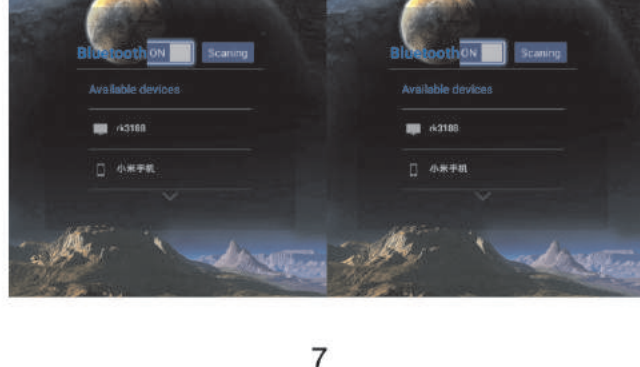 Bluetooth ON Scaning
Available devices
rk3188
小米手机
Bluetooth ON Scaning
Available devices
rk3188
小米手机
7